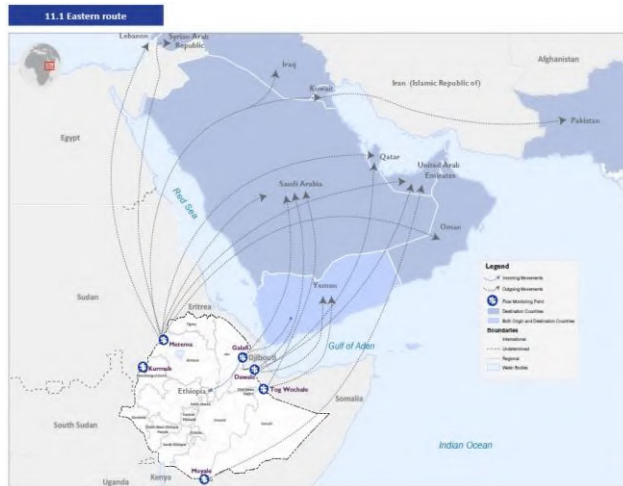 11.1 Eastern route
Lebanon
Syrian Arab
Republic
Iraq
Afghanistan
Iran (Islamic Republic of)
Kuwait
Pakistan
Egypt
Qatar
United Arab
Emirates
Saudi Arabia
Red Sea
Oman
Legend
Incoming Movements
Outgoing Movements
Flow Monitoring Point
Destination Countries
Both Origin and Destination Countries
Boundaries
International
Undetermined
Regional
Water Bodies
Yemen
Sudan
Eritrea
Metema
Galafi
Djibouti
Gulf of Aden
Kurmuk
Dawale
Ethiopia
Tog Wochale
Somalia
South Sudan
Indian Ocean
Moyale
Kenya
Uganda